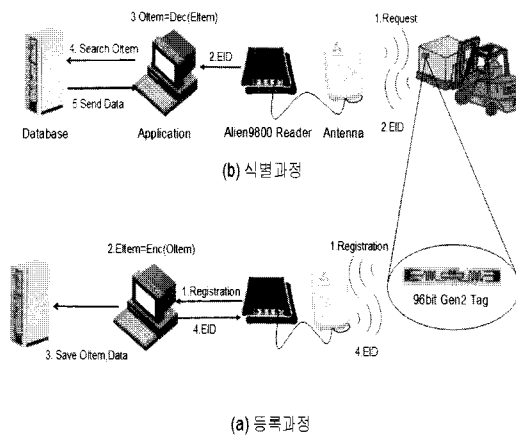 3.OItem=Dec(EItem)
1.Request
4. Search OItem
2.EID
5 Send Data
2.EID
Database
Application
Alien9800 Reader
Antenna
(b) 식별과정
1.Registration
2.EItem=Enc(OItem)
1.Registration
4.EID
96bit Gen2 Tag
3. Save OItem,Data
4.EID
(a) 등록과정